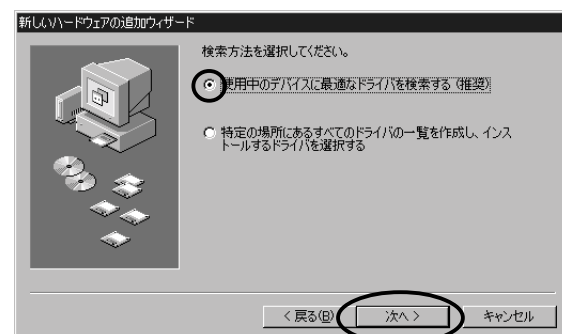 新しいハードウェアの追加ウィザード
検索方法を選択してください。
使用中のデバイスに最適なドライバを検索する (推奨)
特定の場所にあるすべてのドライバの一覧を作成し、インス
トールするドライバを選択する
< 戻る(B)
次へ >
キャンセル